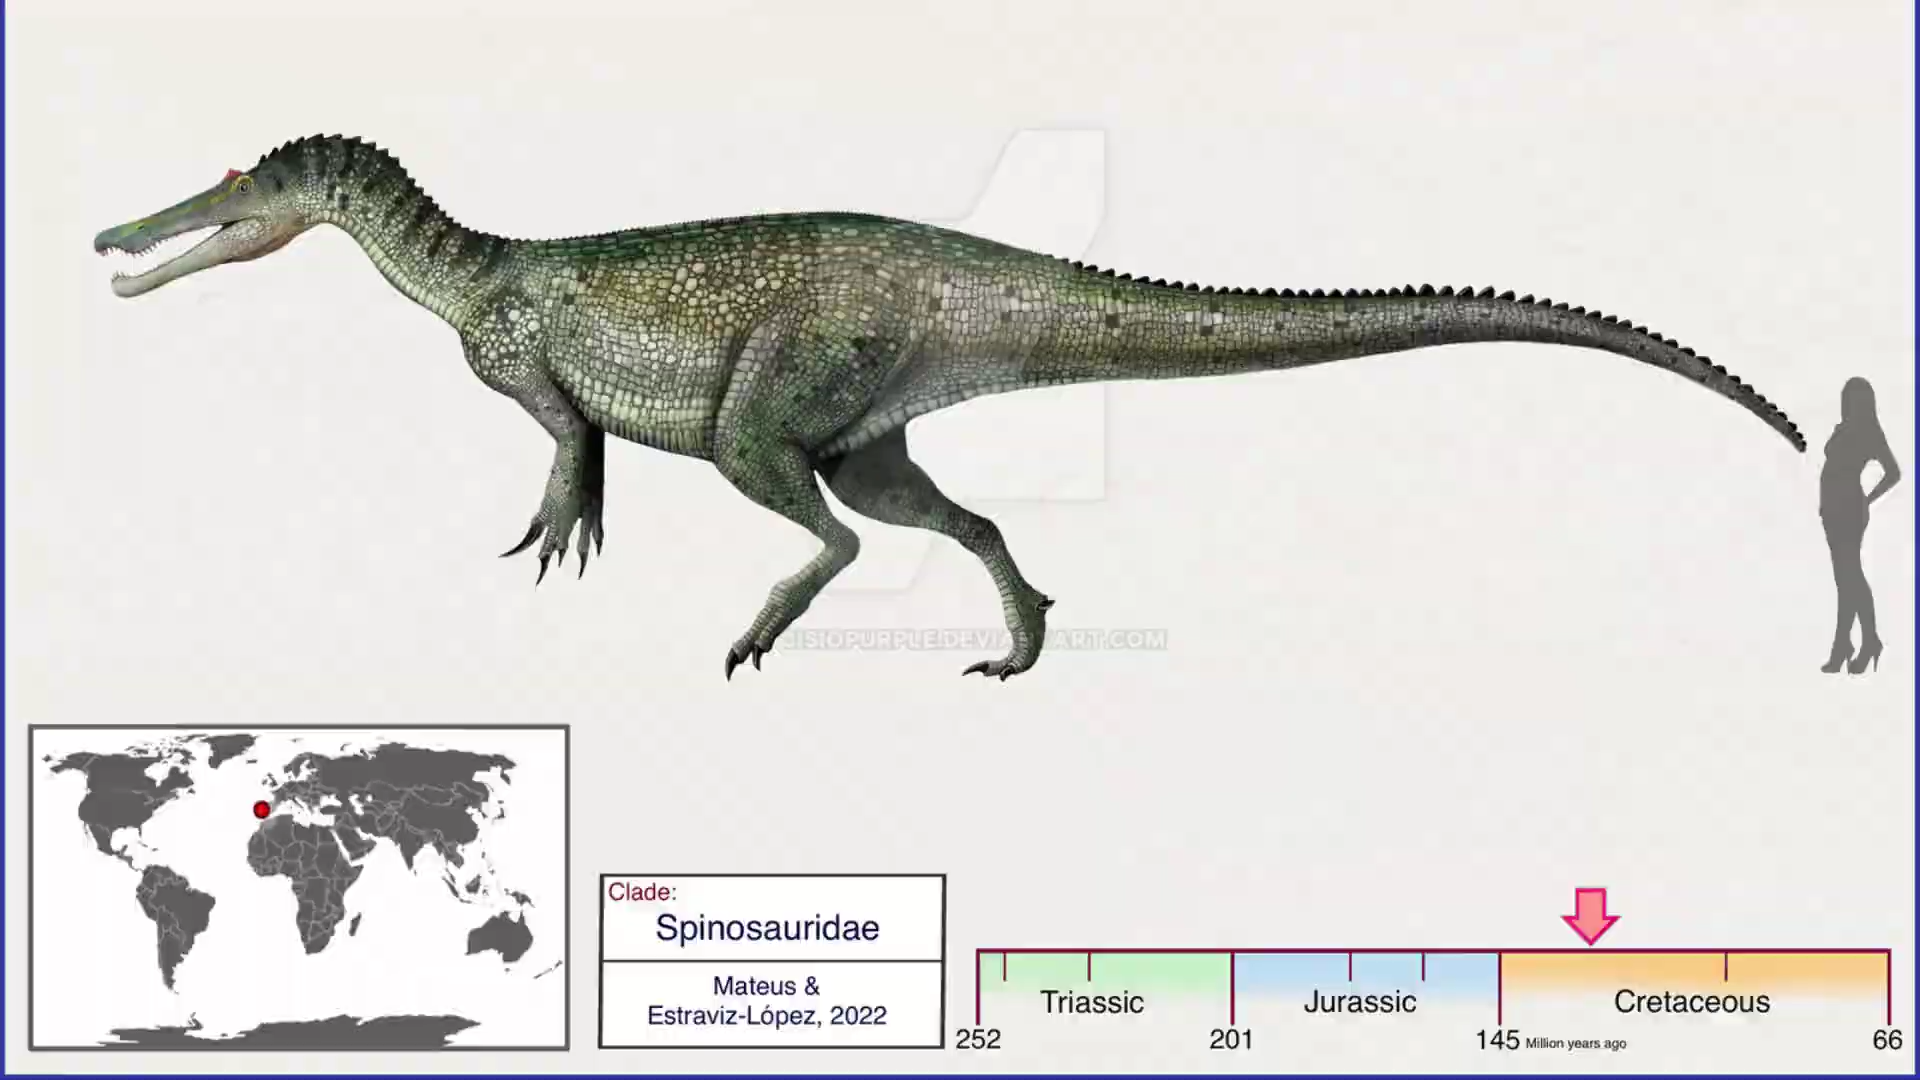 Clade:
Spinosauridae
Mateus &
Estraviz-López, 2022
Triassic
Jurassic
Cretaceous
252
201
145 Million years ago
66